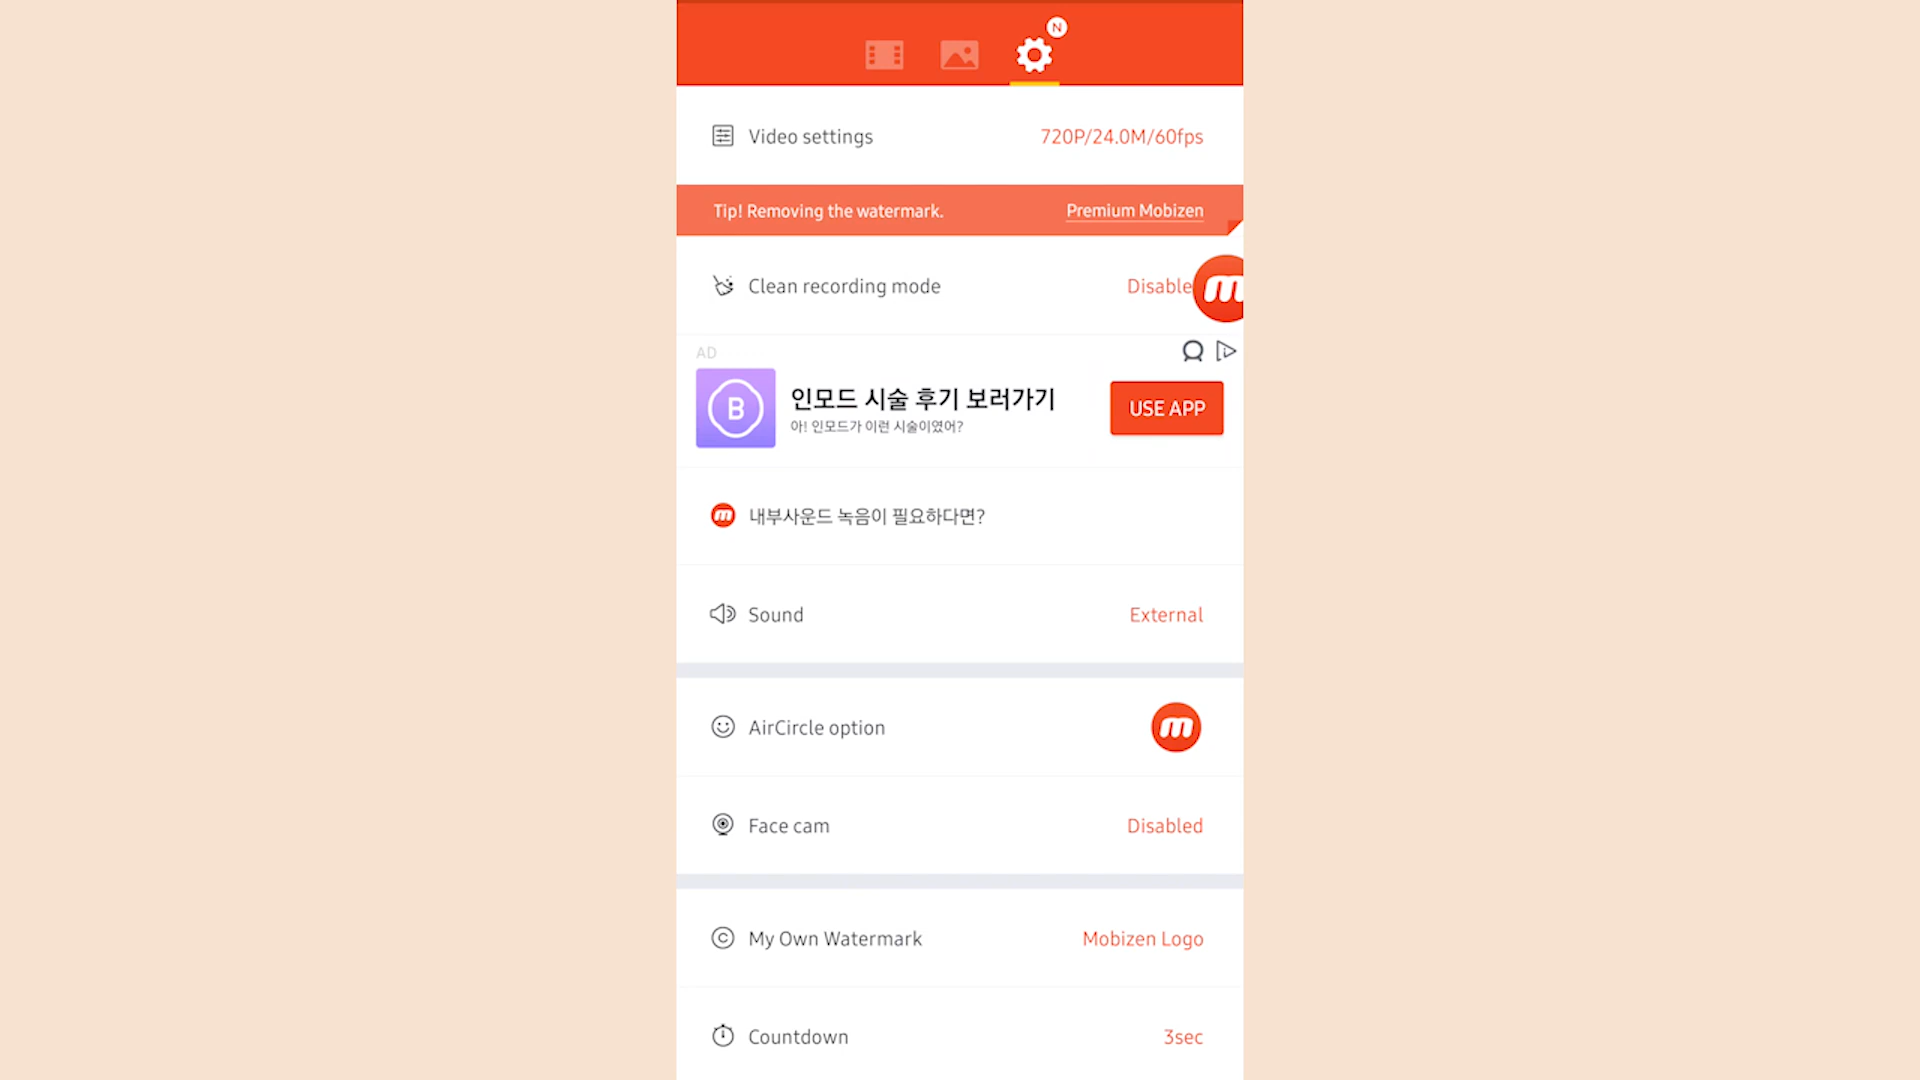 N
Video settings 720P/24.0M/60fps
Tip! Removing the watermark. Premium Mobizen
Clean recording mode Disable
m
AD
B
인모드 시술 후기 보러가기
아! 인모드가 이런 시술이였어?
USE APP
m 내부사운드 녹음이 필요하다면?
Sound External
AirCircle option m
Face cam Disabled
My Own Watermark Mobizen Logo
Countdown 3sec